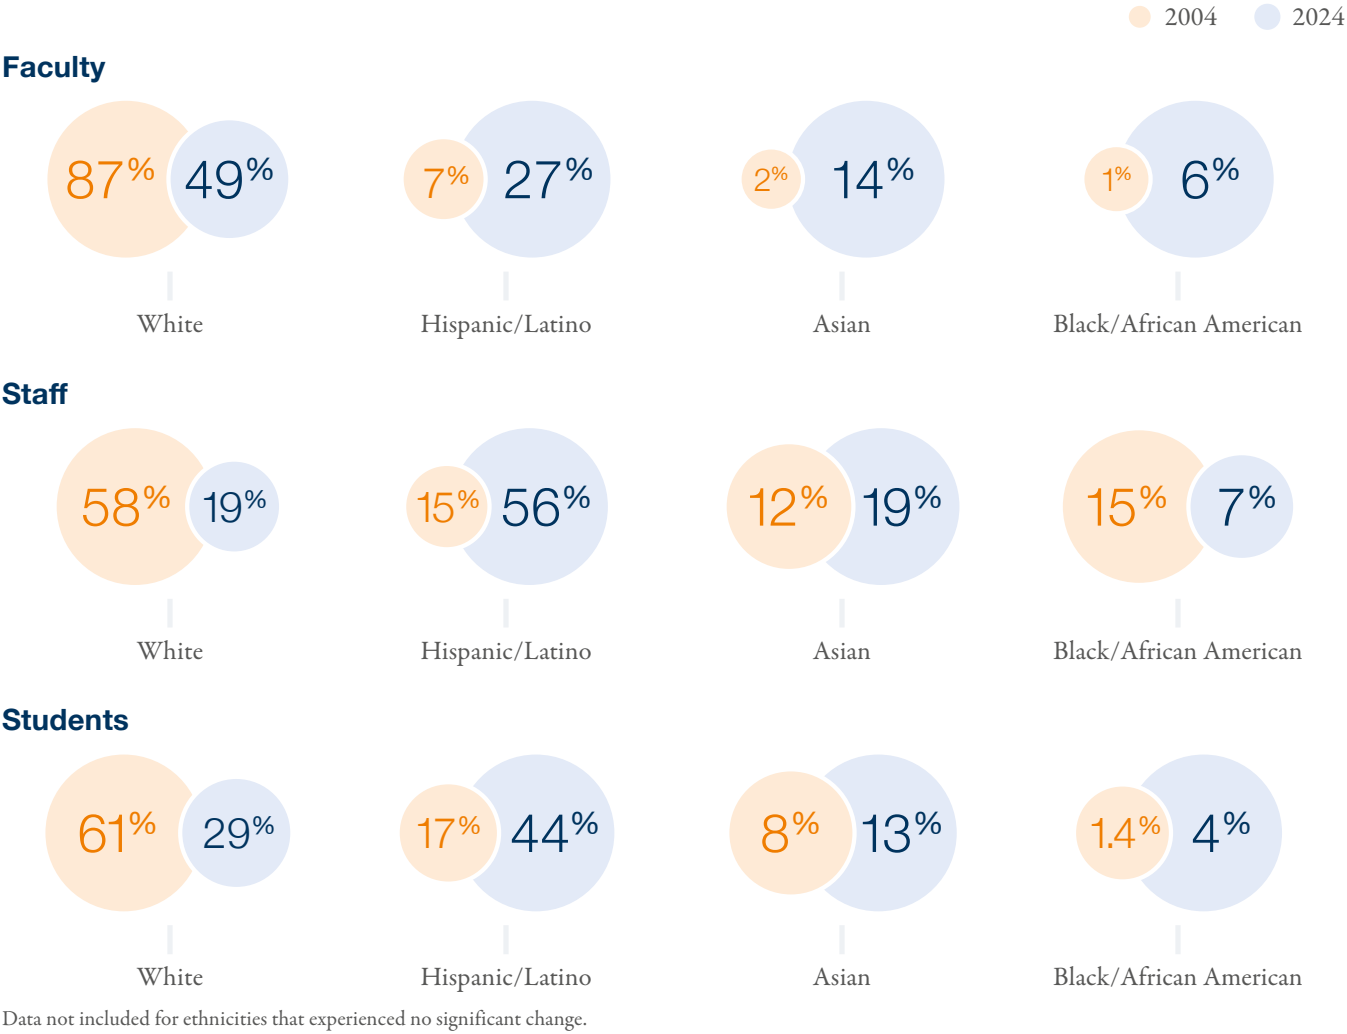 2004 2024
Faculty
87% 49% 7% 27% 2% 14% 1% 6%
White Hispanic/Latino Asian Black/African American
Staff
58% 19% 15% 56% 12% 19% 15% 7%
White Hispanic/Latino Asian Black/African American
Students
61% 29% 17% 44% 8% 13% 1.4% 4%
White Hispanic/Latino Asian Black/African American
Data not included for ethnicities that experienced no significant change.